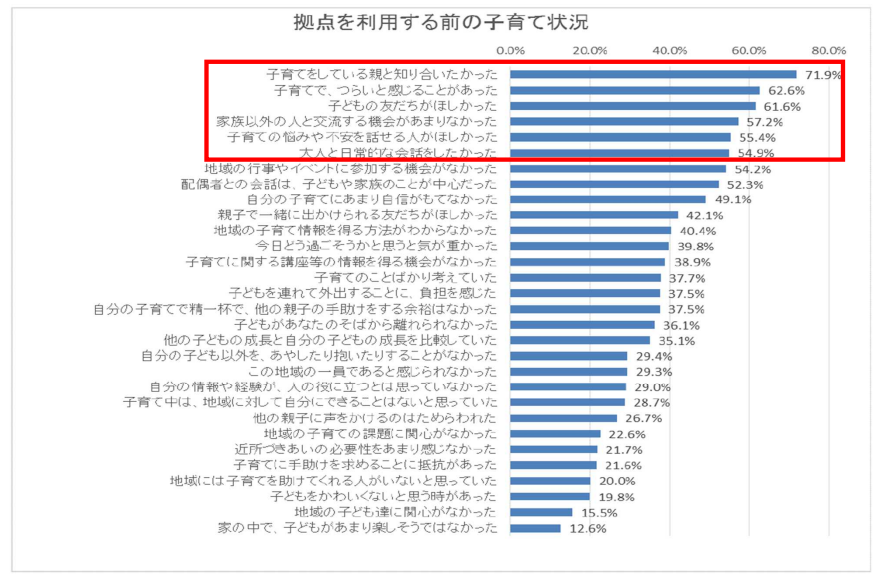 拠点を利用する前の子育て状況
0.0% 20.0% 40.0% 60.0% 80.0%
子育てをしている親と知り合いたかった 71.9%
子育てで、つらいと感じることがあった 62.6%
子どもの友だちがほしかった 61.6%
家族以外の人と交流する機会があまりなかった 57.2%
子育ての悩みや不安を話せる人がほしかった 55.4%
大人と日常的な会話をしたかった 54.9%
地域の行事やイベントに参加する機会がなかった 54.2%
配偶者との会話は、子どもや家族のことが中心だった 52.3%
自分の子育てにあまり自信がもてなかった 49.1%
親子で一緒に出かけられる友だちがほしかった 42.1%
地域の子育て情報を得る方法がわからなかった 40.4%
今日どう過ごそうかと思うと気が重かった 39.8%
子育てに関する講座等の情報を得る機会がなかった 38.9%
子育てのことばかり考えていた 37.7%
子どもを連れて外出することに、負担を感じた 37.5%
自分の子育てで精一杯で、他の親子の手助けをする余裕はなかった 37.5%
子どもがあなたのそばから離れられなかった 36.1%
他の子どもの成長と自分の子どもの成長を比較していた 35.1%
自分の子ども以外を、あやしたり抱いたりすることがなかった 29.4%
この地域の一員であると感じられなかった 29.3%
自分の情報や経験が、人の役に立つとは思っていなかった 29.0%
子育て中は、地域に対して自分にできることはないと思っていた 28.7%
他の親子に声をかけるのはためらわれた 26.7%
地域の子育ての課題に関心がなかった 22.6%
近所づきあいの必要性をあまり感じなかった 21.7%
子育てに手助けを求めることに抵抗があった 21.6%
地域には子育てを助けてくれる人がいないと思っていた 20.0%
子どもをかわいくないと思う時があった 19.8%
地域の子ども達に関心がなかった 15.5%
家の中で、子どもがあまり楽しそうではなかった 12.6%